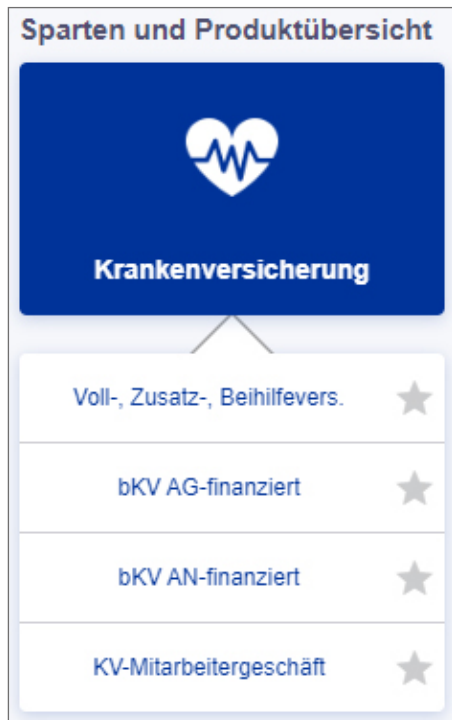 Sparten und Produktübersicht
Krankenversicherung
Voll-, Zusatz-, Beihilfevers.
bKV AG-finanziert
bKV AN-finanziert
KV-Mitarbeitergeschäft